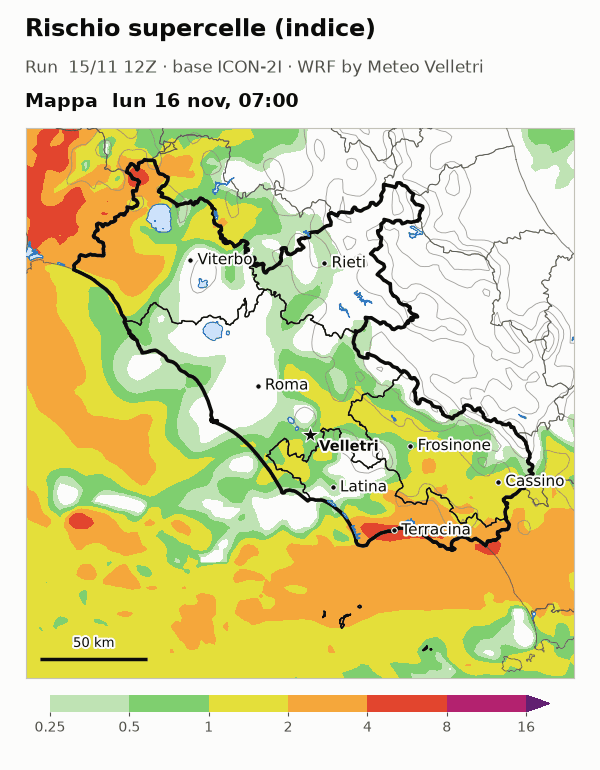 Rischio supercelle (indice)
Run 15/11 12Z · base ICON-2I · WRF by Meteo Velletri
Mappa lun 16 nov, 07:00
Viterbo
Rieti
Roma
Velletri
Frosinone
Cassino
Latina
Terracina
50 km
0.25 0.5 1 2 4 8 16